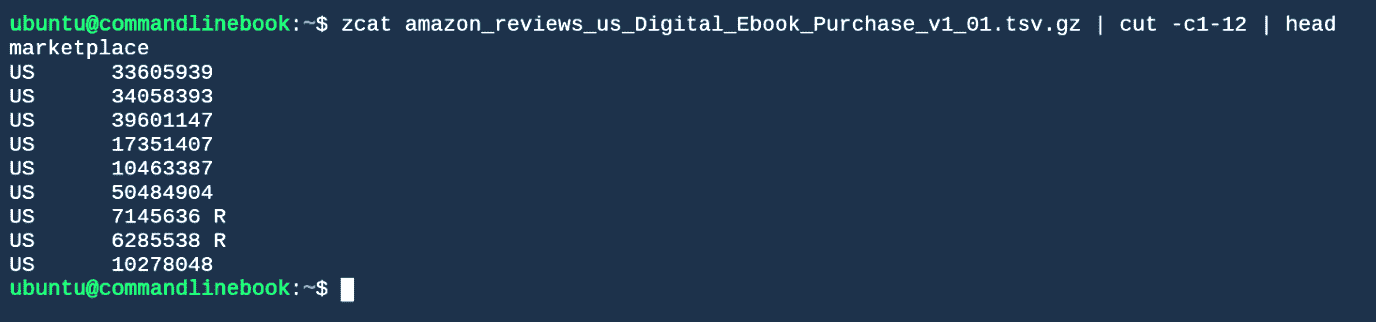 ubuntu@commandlinebook:~$ zcat amazon_reviews_us_Digital_Ebook_Purchase_v1_01.tsv.gz | cut -c1-12 | head
marketplace
US      33605939
US      34058393
US      39601147
US      17351407
US      10463387
US      50484904
US      7145636 R
US      6285538 R
US      10278048
ubuntu@commandlinebook:~$